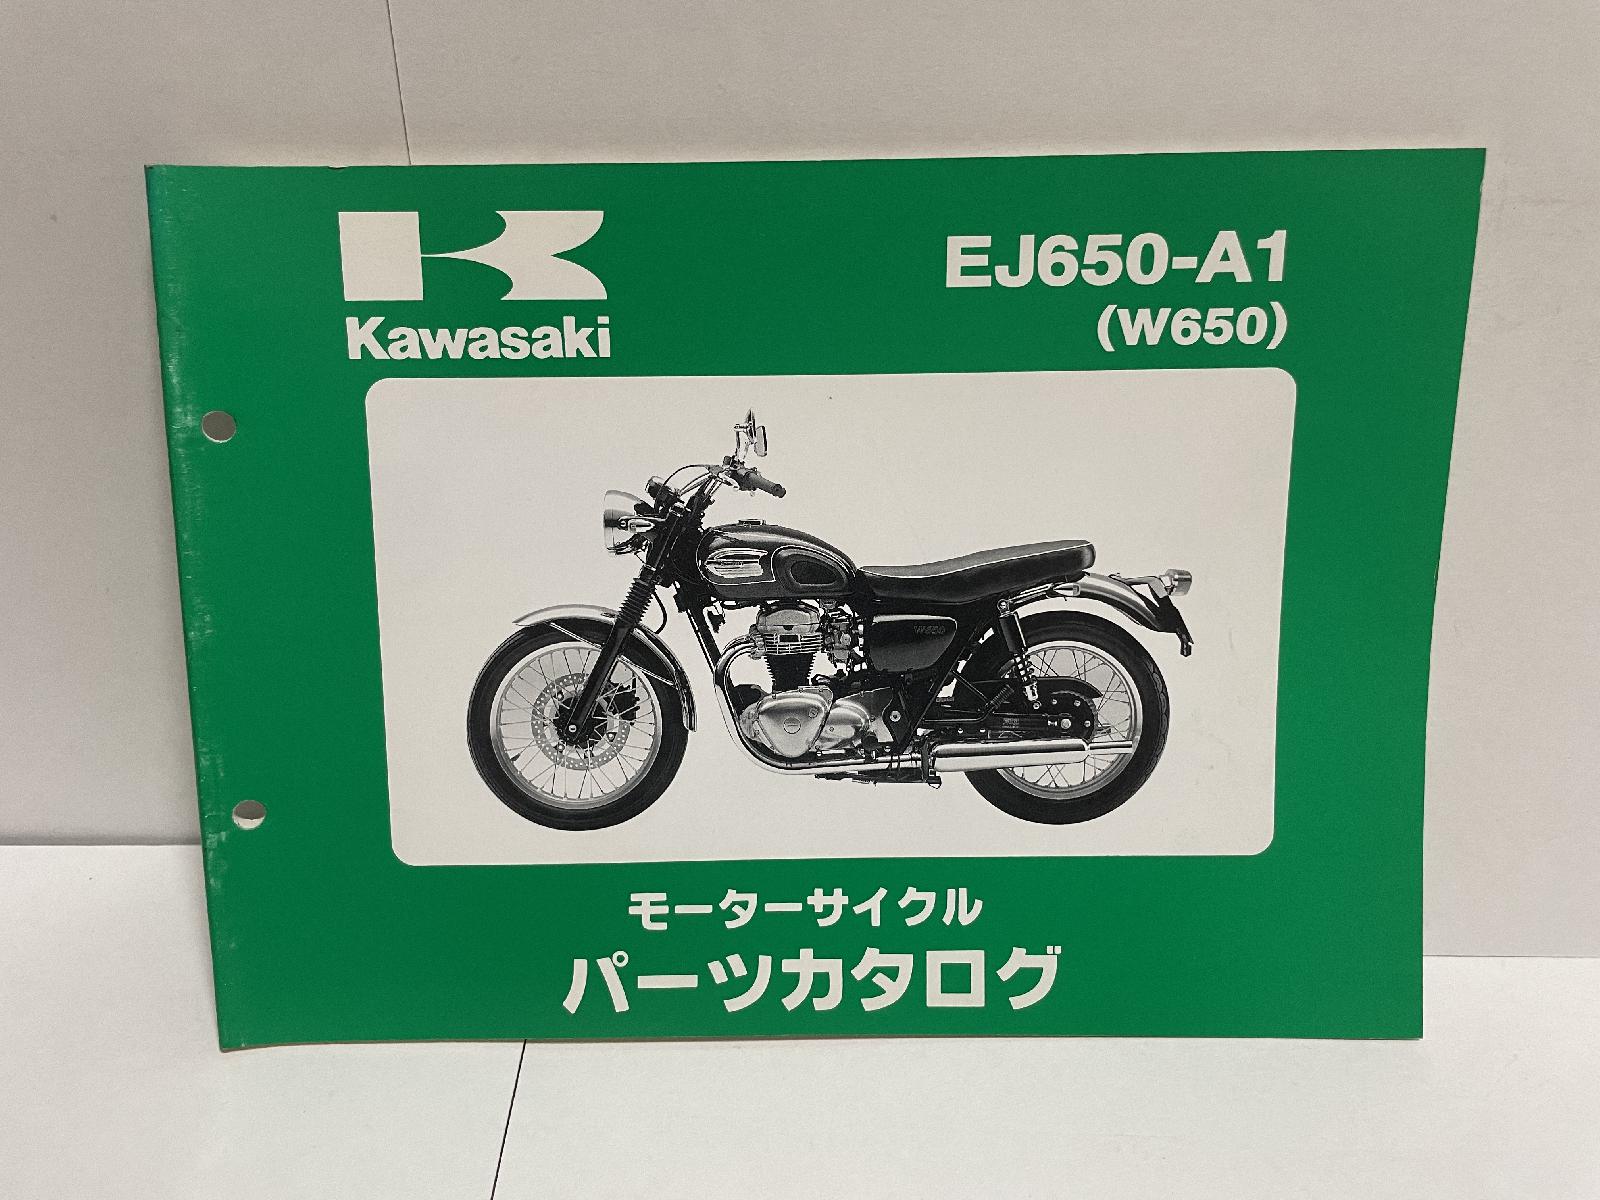 Kawasaki
EJ650-A1
(W650)
W650
モーターサイクル
パーツカタログ